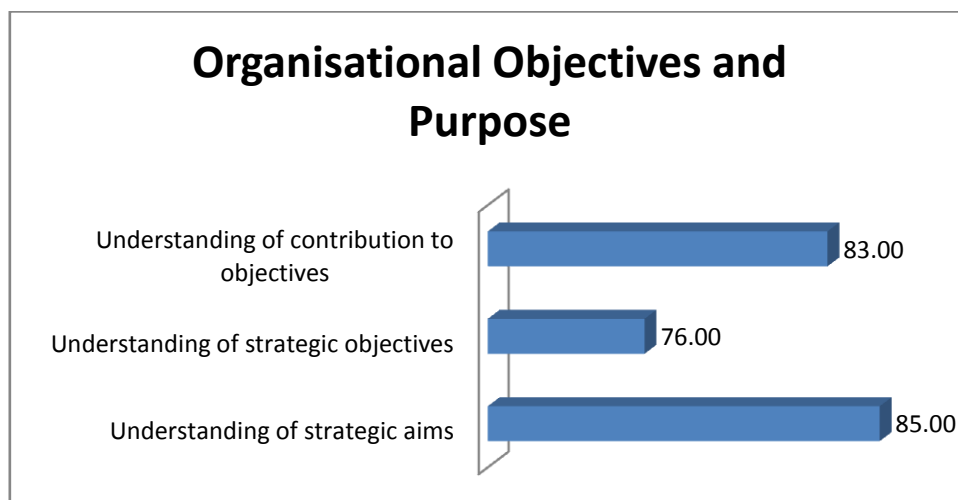 Organisational Objectives and
Purpose
Understanding of contribution to
objectives
83.00
Understanding of strategic objectives
76.00
Understanding of strategic aims
85.00